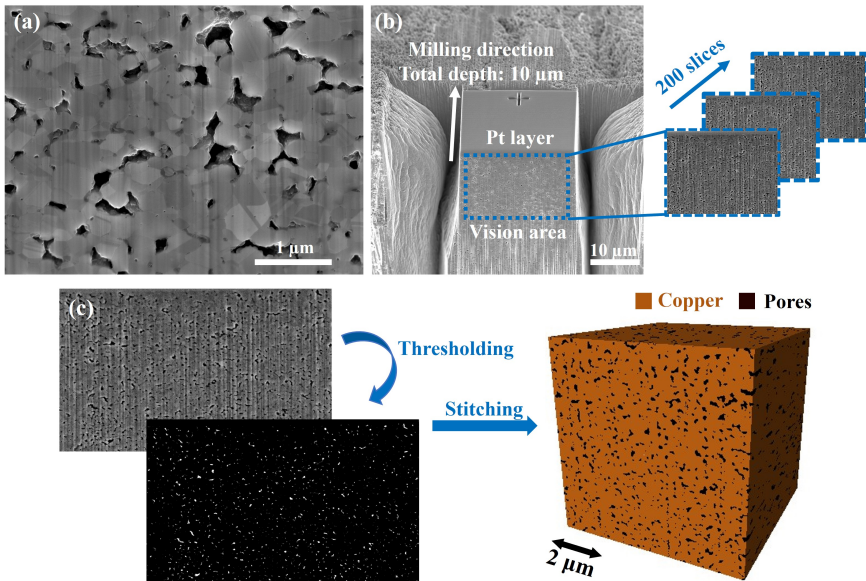 (a)
1 μm
(b)
Milling direction
Total depth: 10 μm
Pt layer
Vision area
10 μm
200 slices
(c)
Thresholding
Stitching
Copper
Pores
2 μm